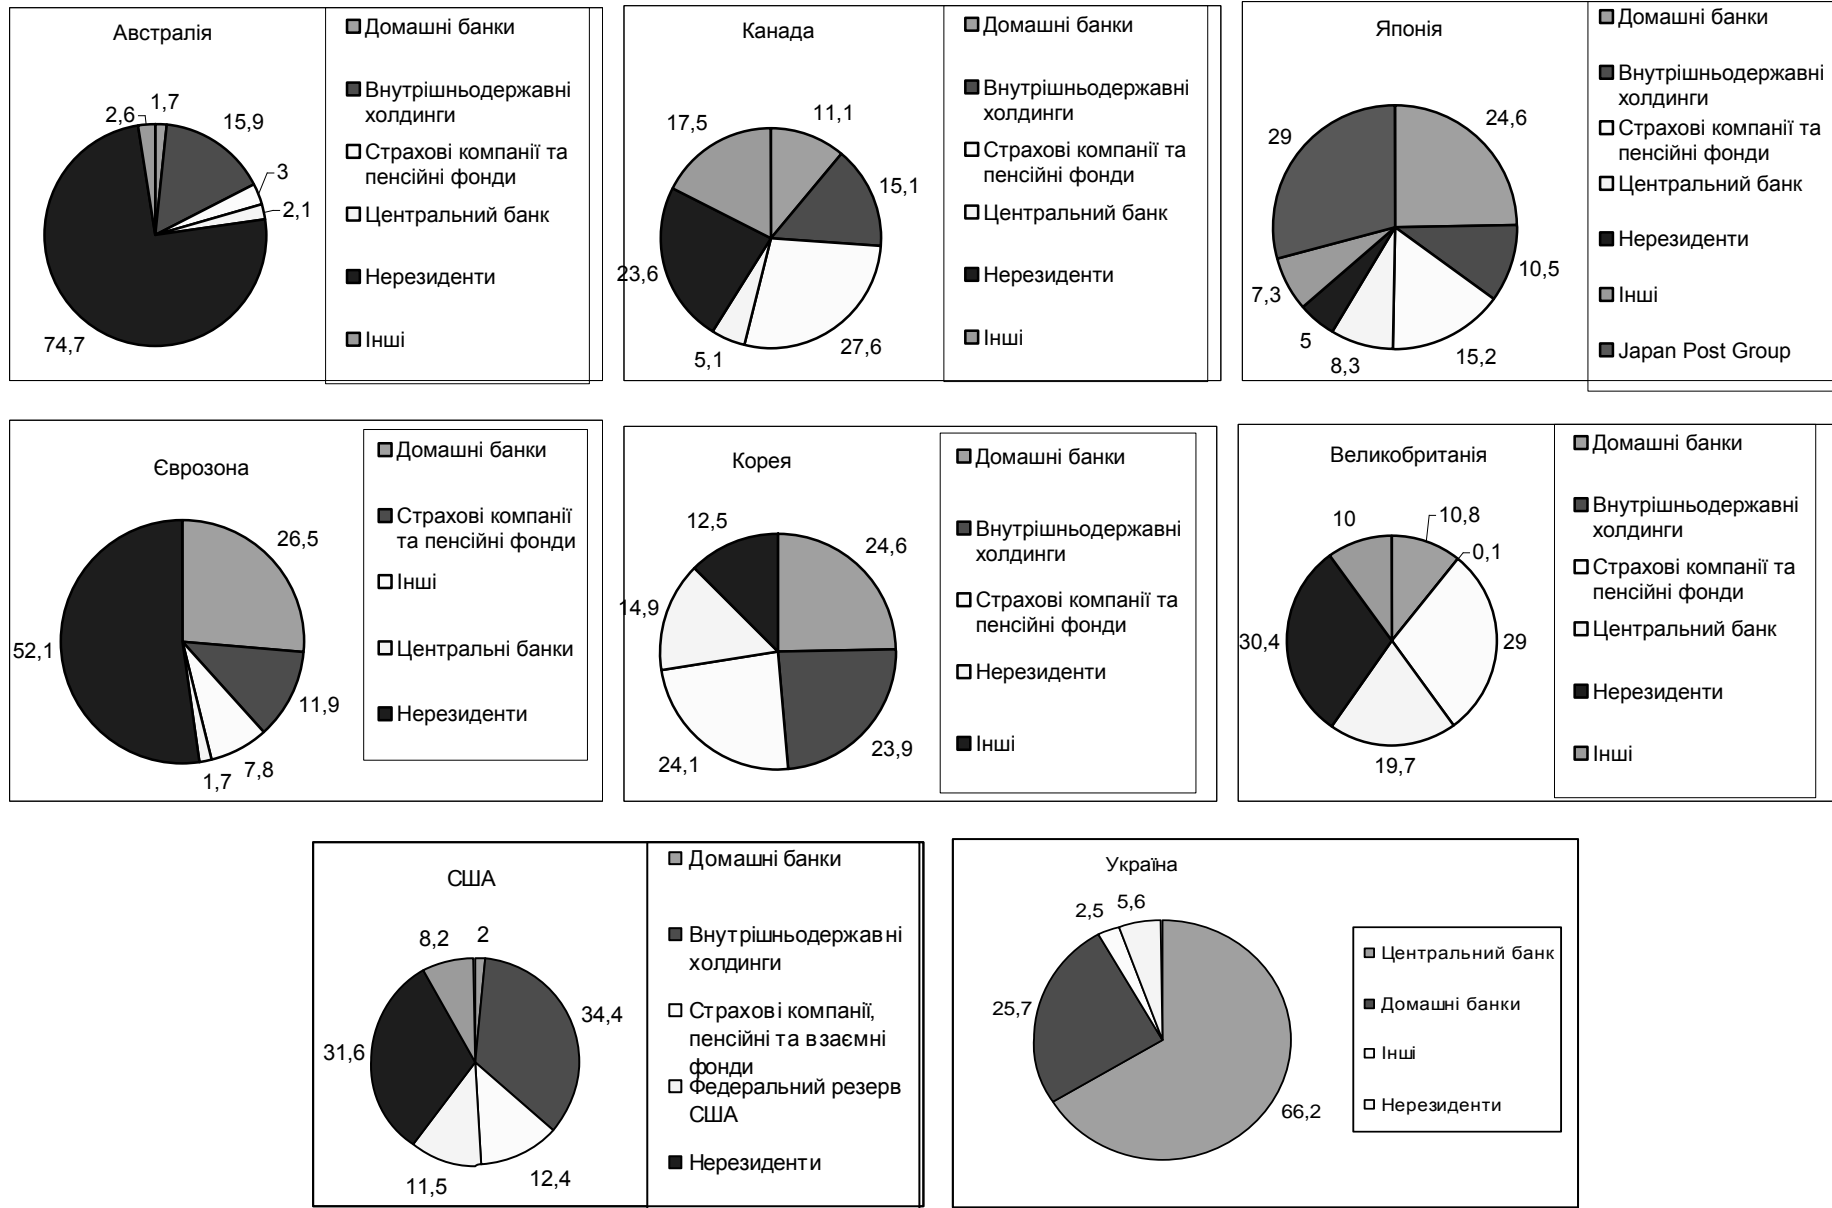 Австралія
2,6
1,7
15,9
3
2,1
74,7
Домашні банки
Внутрішньодержавні
холдинги
Страхові компанії та
пенсійні фонди
Центральний банк
Нерезиденти
Інші
Канада
17,5
11,1
15,1
23,6
5,1
27,6
Домашні банки
Внутрішньодержавні
холдинги
Страхові компанії та
пенсійні фонди
Центральний банк
Нерезиденти
Інші
Японія
29
24,6
10,5
7,3
5
8,3
15,2
Домашні банки
Внутрішньодержавні
холдинги
Страхові компанії та
пенсійні фонди
Центральний банк
Нерезиденти
Інші
Japan Post Group
Єврозона
26,5
52,1
11,9
1,7
7,8
Домашні банки
Страхові компанії
та пенсійні фонди
Інші
Центральні банки
Нерезиденти
Корея
12,5
24,6
14,9
24,1
23,9
Домашні банки
Внутрішньодержавні
холдинги
Страхові компанії та
пенсійні фонди
Нерезиденти
Інші
Великобританія
10
10,8
0,1
30,4
29
19,7
Домашні банки
Внутрішньодержавні
холдинги
Страхові компанії та
пенсійні фонди
Центральний банк
Нерезиденти
Інші
США
8,2
2
34,4
31,6
11,5
12,4
Домашні банки
Внутрішньодержавні
холдинги
Страхові компанії,
пенсійні та взаємні
фонди
Федеральний резерв
США
Нерезиденти
Україна
2,5
5,6
25,7
66,2
Центральний банк
Домашні банки
Інші
Нерезиденти